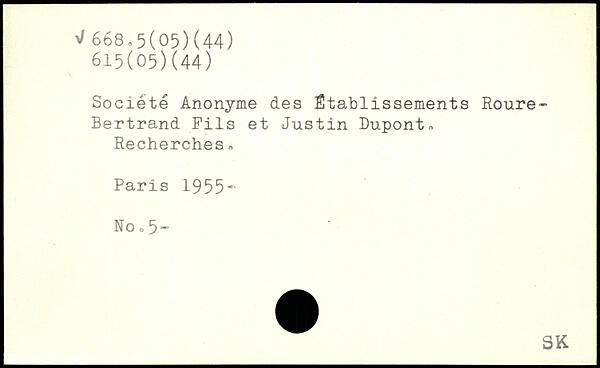 ✓ 668.5(05)(44)
615(05)(44)
Société Anonyme des Établissements Roure-
Bertrand Fils et Justin Dupont.
Recherches.
Paris 1955-
No.5-
SK